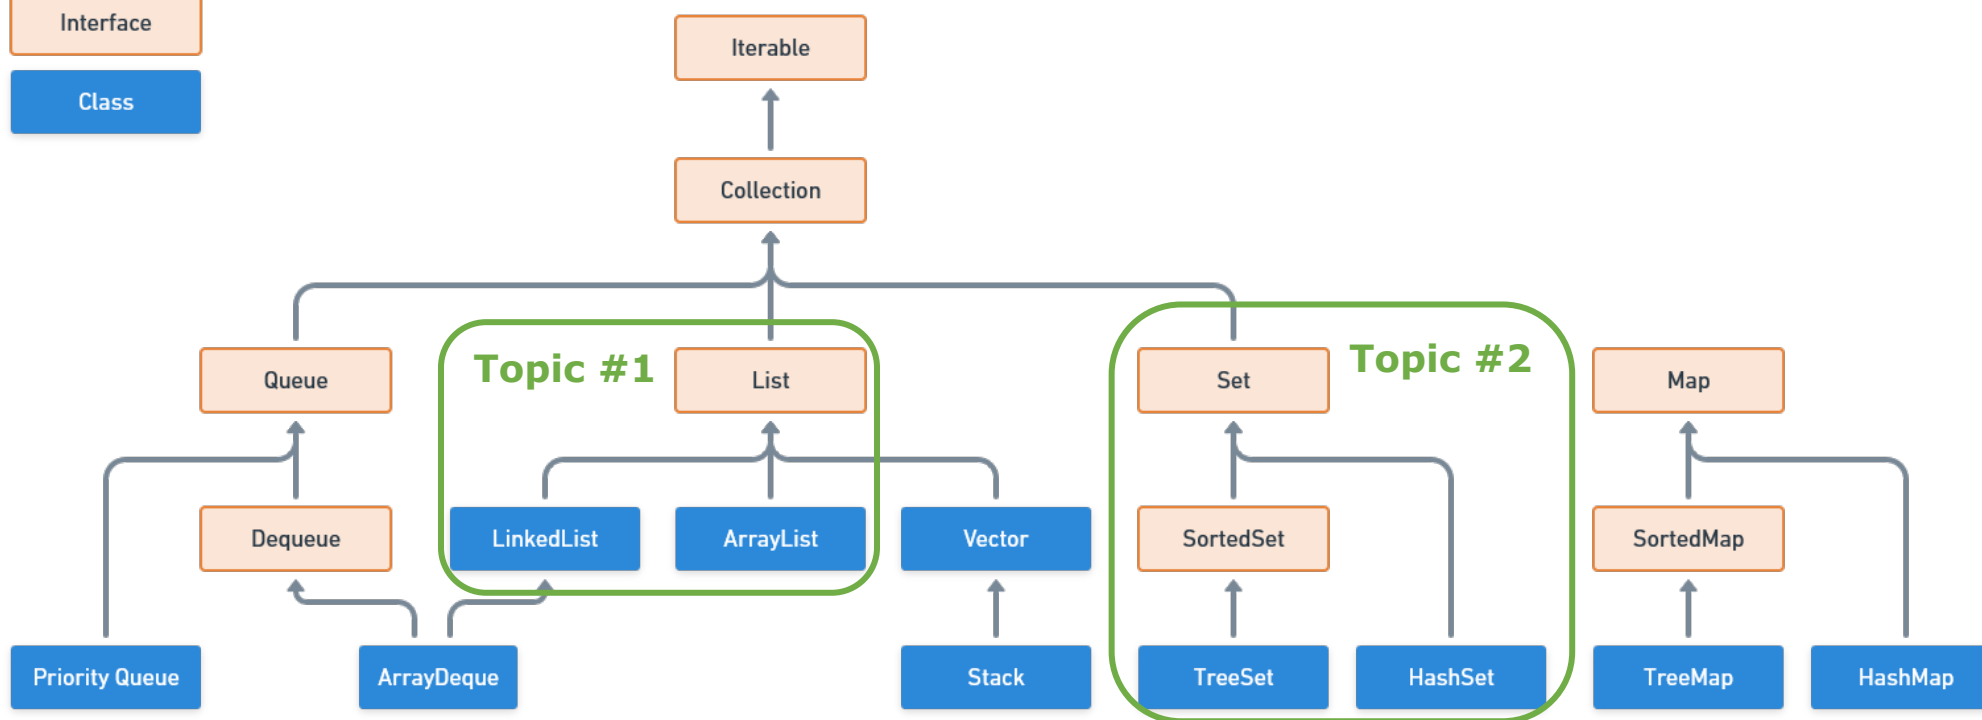 Interface
Class
Iterable
Collection
Topic #1
Topic #2
Queue
List
Set
Map
Dequeue
LinkedList
ArrayList
Vector
SortedSet
SortedMap
Priority Queue
ArrayDeque
Stack
TreeSet
HashSet
TreeMap
HashMap